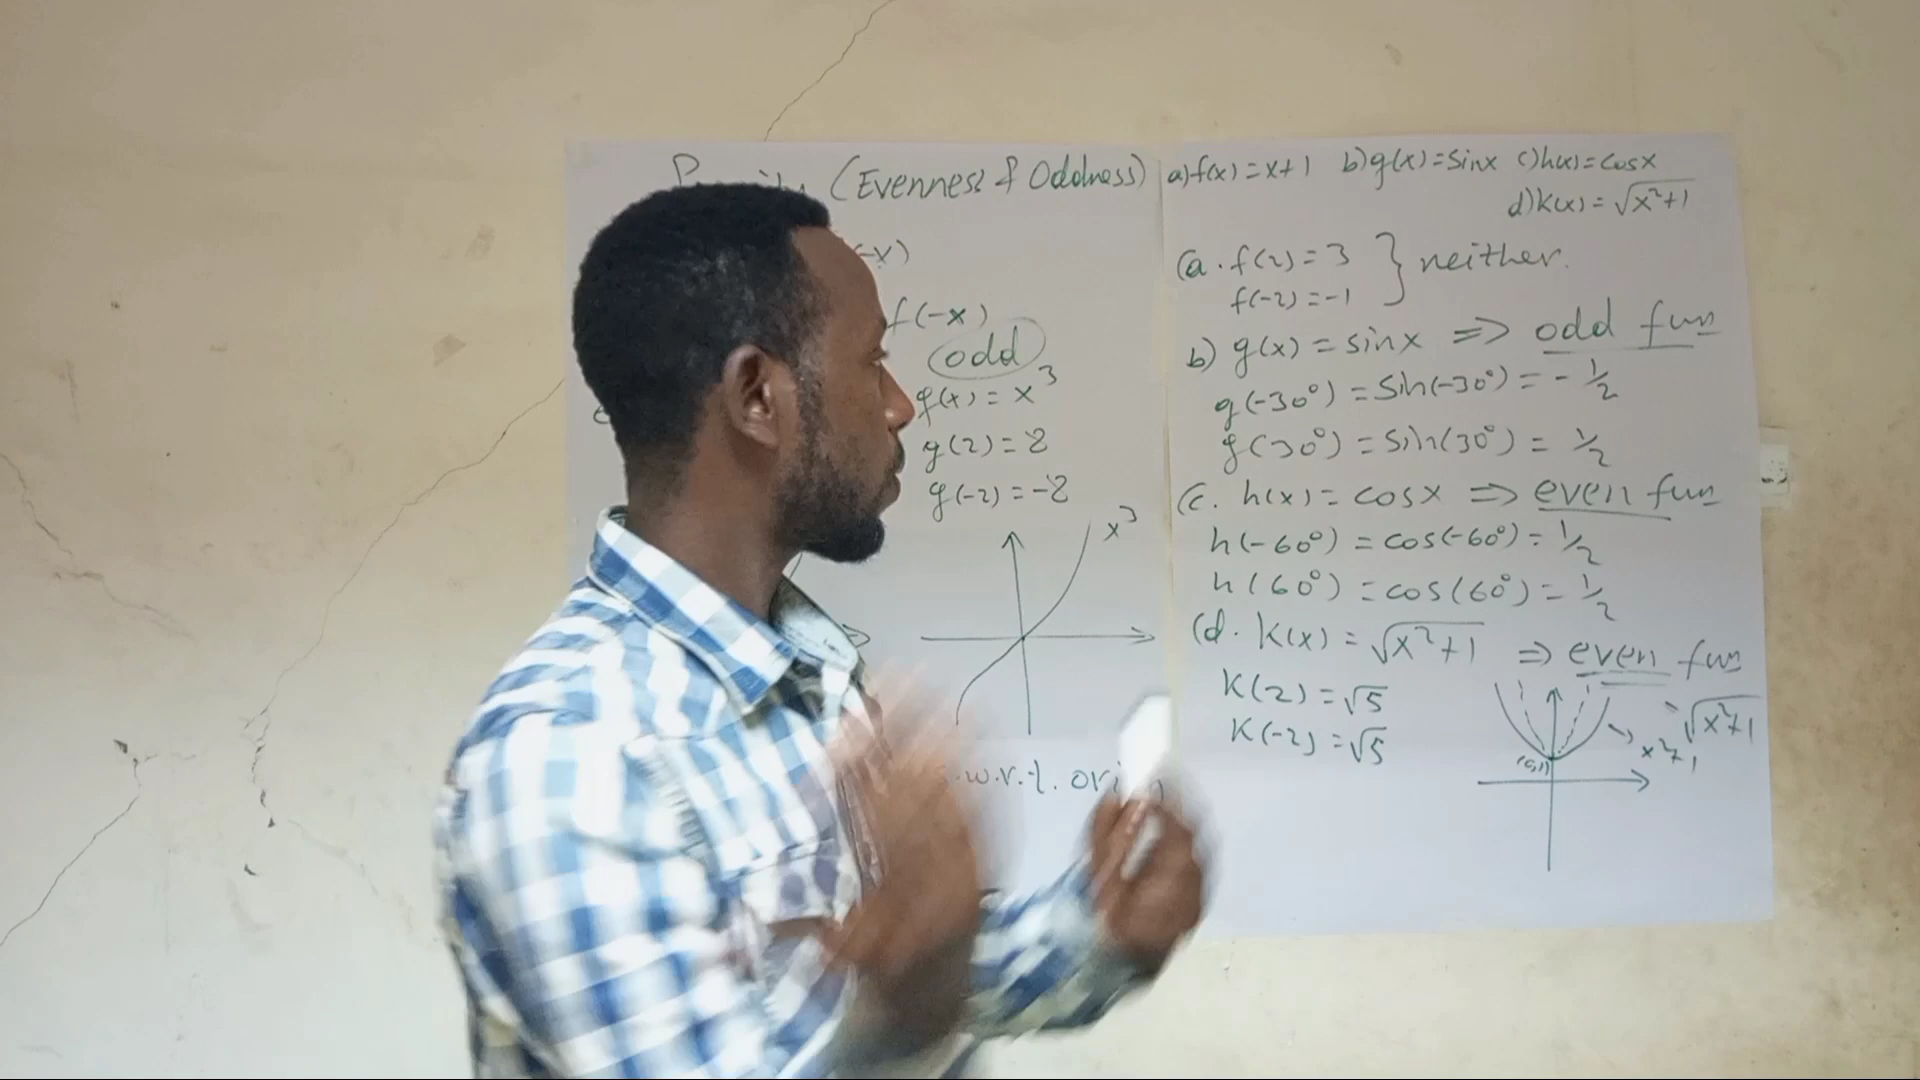 (Evenness & Oddness)
-x)
f(-x)
odd
g(x) = x³
g(2) = 8
g(-2) = -8
x³
w.r.t. ori
a) f(x) = x+1 b) g(x) = sinx c) h(x) = cosx
d) k(x) = √x²+1
(a. f(2) = 3 } neither.
f(-2) = -1
b) g(x) = sinx ⇒ odd fun
g(-30°) = sin(-30°) = - 1/2
g(30°) = sin(30°) = 1/2
(c. h(x) = cosx ⇒ even fun
h(-60°) = cos(-60°) = 1/2
h(60°) = cos(60°) = 1/2
(d. k(x) = √x²+1 ⇒ even fun
k(2) = √5
k(-2) = √5
√x²+1
x²+1
(0,1)